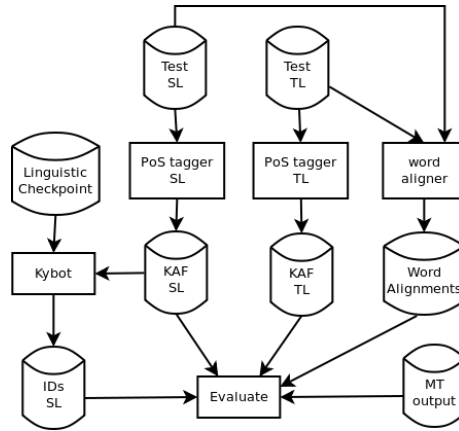 Test
SL
Test
TL
Linguistic
Checkpoint
PoS tagger
SL
PoS tagger
TL
word
aligner
Kybot
KAF
SL
KAF
TL
Word
Alignments
IDs
SL
Evaluate
MT
output